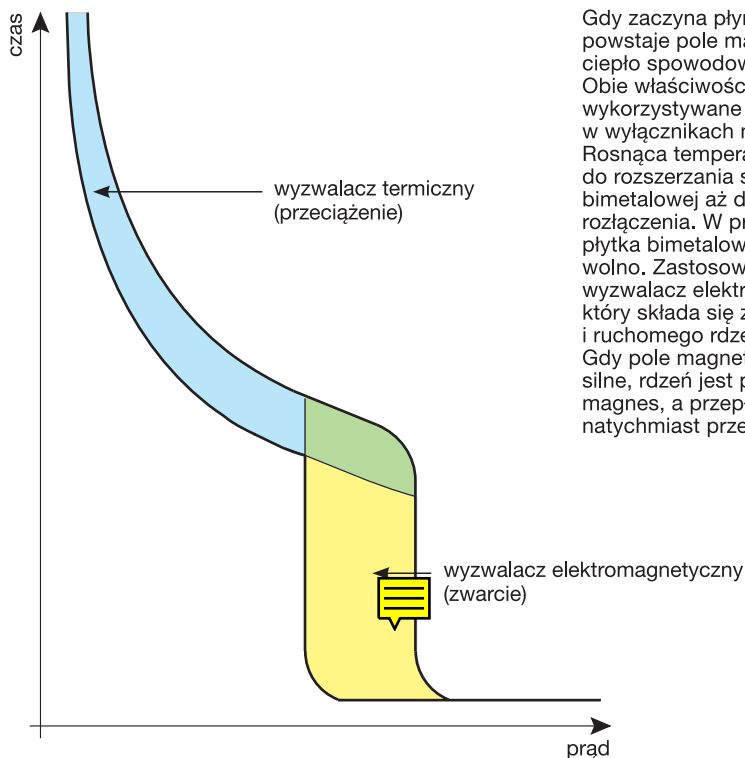 czas
Gdy zaczyna płyn
powstaje pole ma
ciepło spowodow
Obie właściwośc
wykorzystywane
w wyłącznikach n
Rosnąca tempera
do rozszerzania s
bimetalowej aż d
rozłączenia. W pr
płytka bimetalow
wolno. Zastosow
wyzwalacz elektr
który składa się z
i ruchomego rdze
Gdy pole magnet
silne, rdzeń jest p
magnes, a przepł
natychmiast prze
wyzwalacz termiczny
(przeciążenie)
wyzwalacz elektromagnetyczny
(zwarcie)
prąd